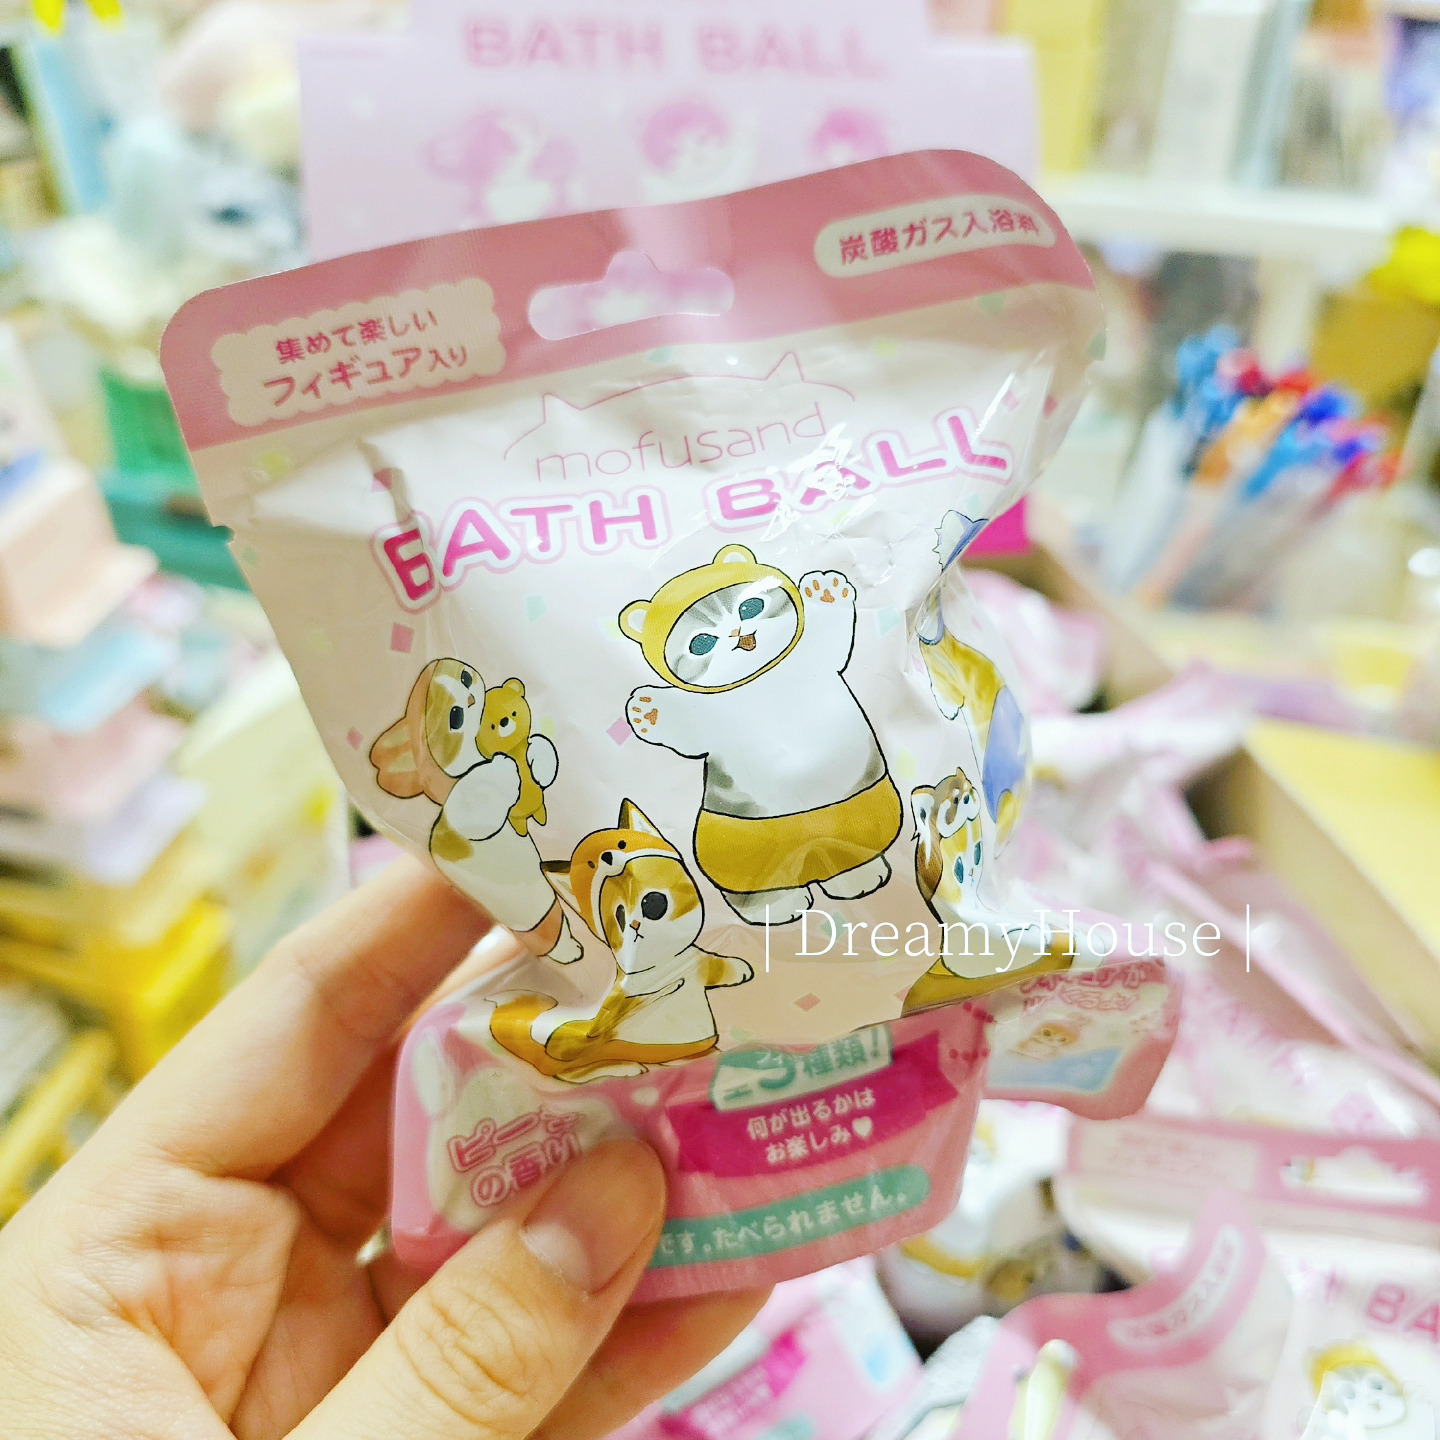 BATH BALL
集めて楽しい
フィギュア入り
炭酸ガス入浴料
mofusand
BATH BALL
| DreamyHouse |
種類!
何が出るかは
お楽しみ♥
の香り
です。たべられません。